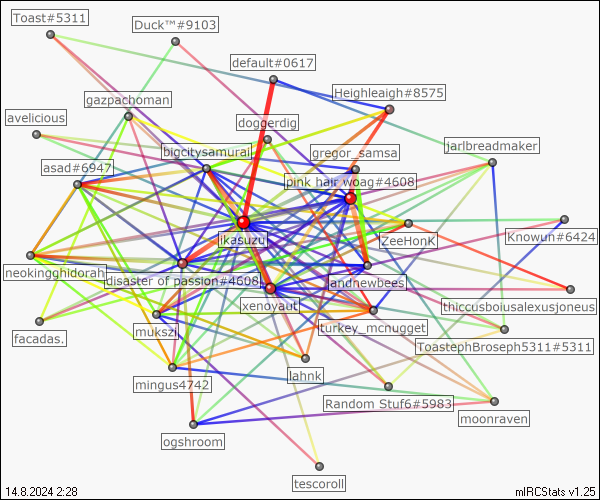 Toast#5311
Duck™#9103
default#0617
Heighleaigh#8575
gazpachoman
avelicious
doggerdig
jarlbreadmaker
bigcitysamurai
gregor_samsa
asad#6947
pink hair woag#4608
Knowun#6424
ikasuzu
ZeeHonK
neokingghidorah
disaster of passion#4608
landnewbees
xenoyaut
thiccusboiusalexusjoneus
facadas.
mukszi
turkey_mcnugget
ToastephBroseph5311#5311
lahnk
mingus4742
Random Stuf6#5983
moonraven
ogshroom
tescoroll
14.8.2024 2:28
mIRCStats v1.25